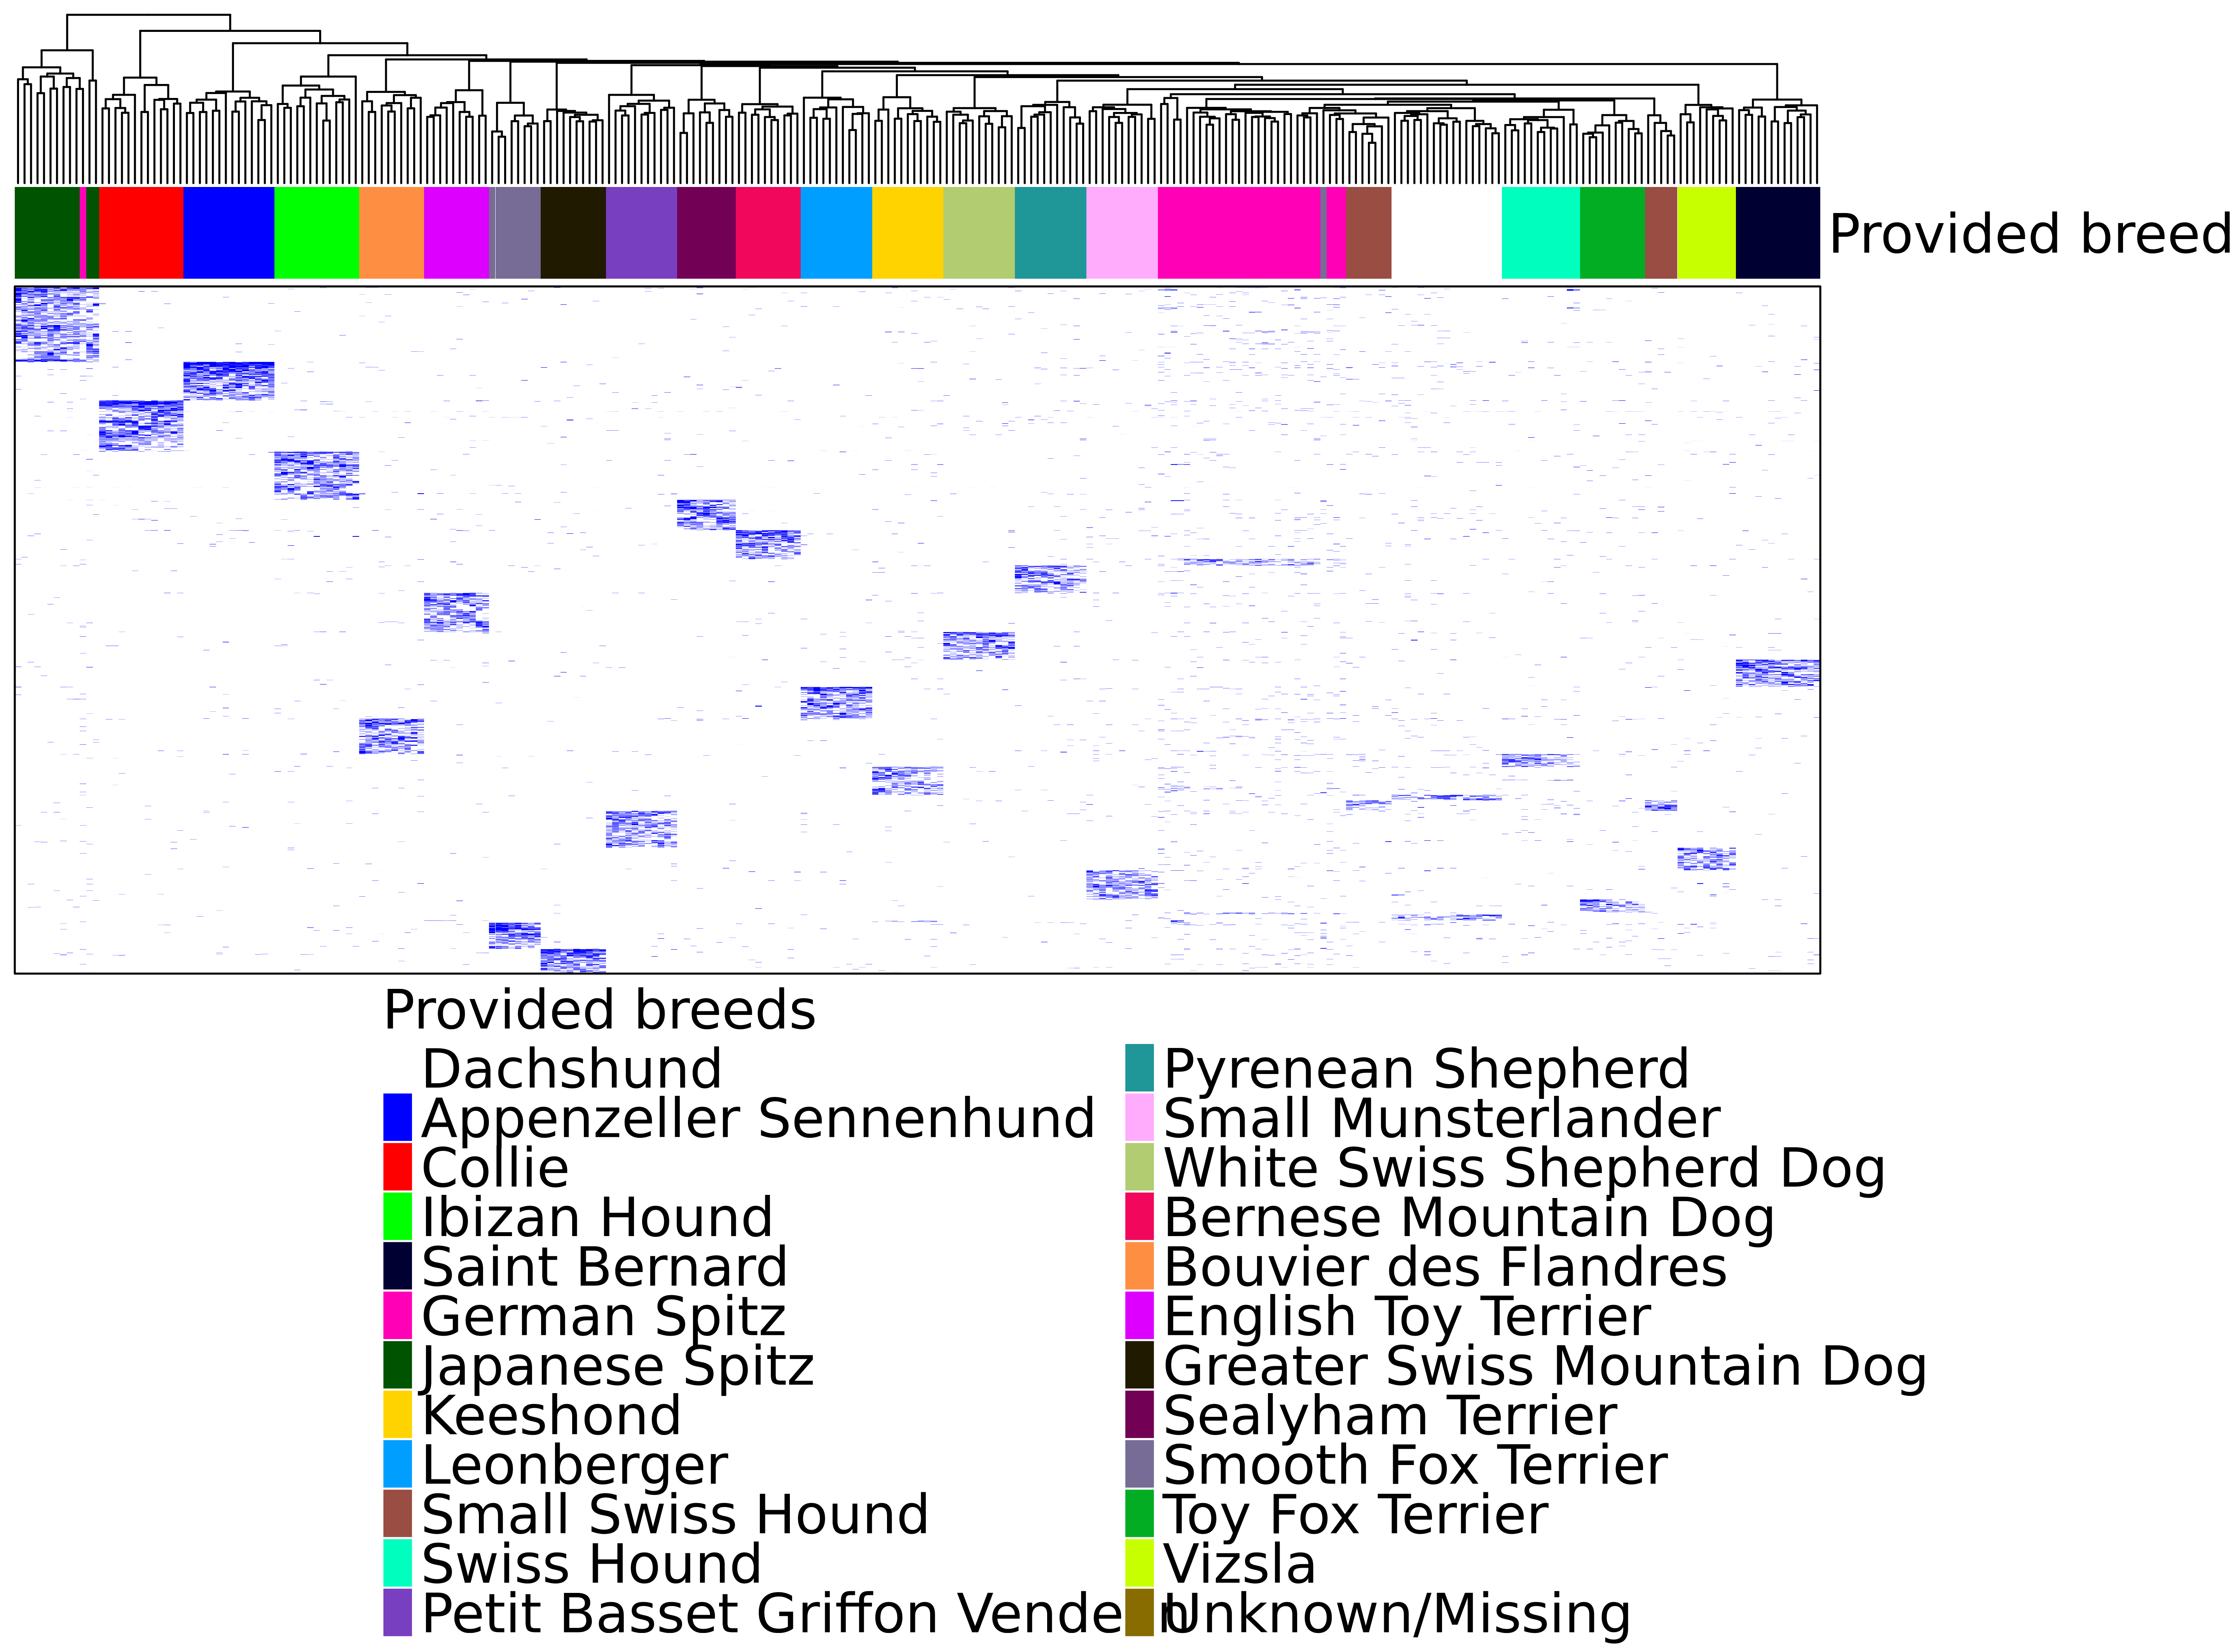 Provided breed
Provided breeds
Dachshund
Appenzeller Sennenhund
Collie
Ibizan Hound
Saint Bernard
German Spitz
Japanese Spitz
Keeshond
Leonberger
Small Swiss Hound
Swiss Hound
Petit Basset Griffon Vendeen
Pyrenean Shepherd
Small Munsterlander
White Swiss Shepherd Dog
Bernese Mountain Dog
Bouvier des Flandres
English Toy Terrier
Greater Swiss Mountain Dog
Sealyham Terrier
Smooth Fox Terrier
Toy Fox Terrier
Vizsla
Unknown/Missing